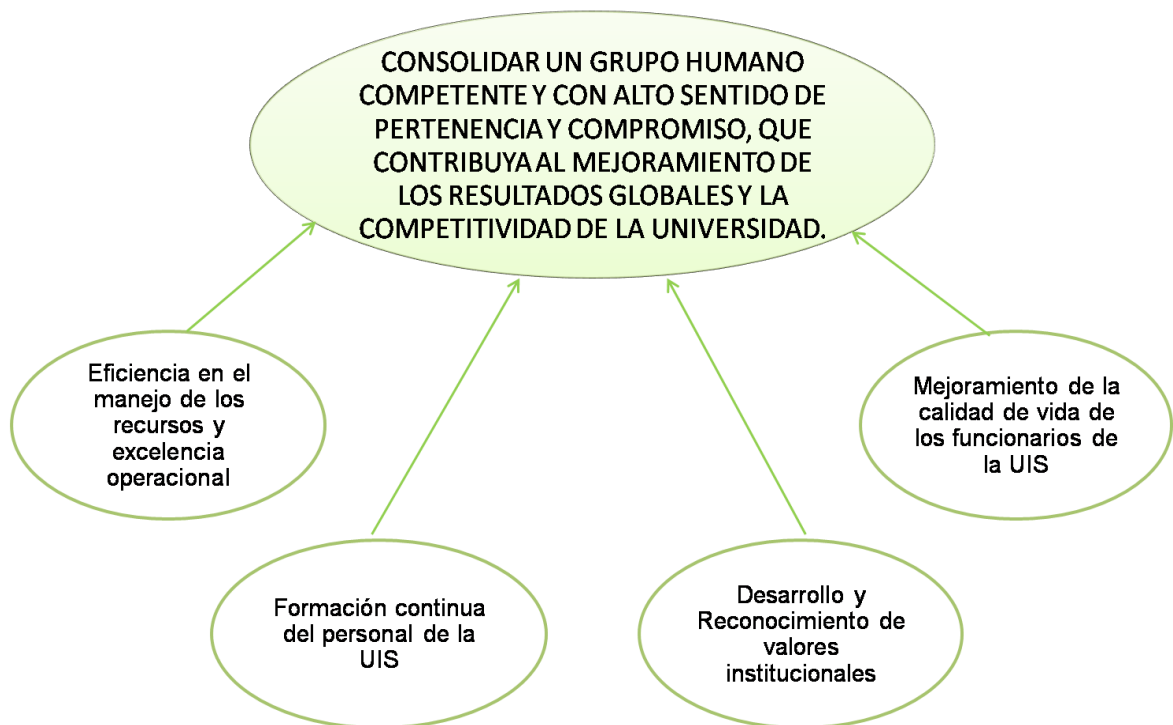 CONSOLIDAR UN GRUPO HUMANO
COMPETENTE Y CON ALTO SENTIDO DE
PERTENENCIA Y COMPROMISO, QUE
CONTRIBUYA AL MEJORAMIENTO DE
LOS RESULTADOS GLOBALES Y LA
COMPETITIVIDAD DE LA UNIVERSIDAD.
Eficiencia en el
manejo de los
recursos y
excelencia
operacional
Formación continua
del personal de la
UIS
Desarrollo y
Reconocimiento de
valores
institucionales
Mejoramiento de la
calidad de vida de
los funcionarios de
la UIS